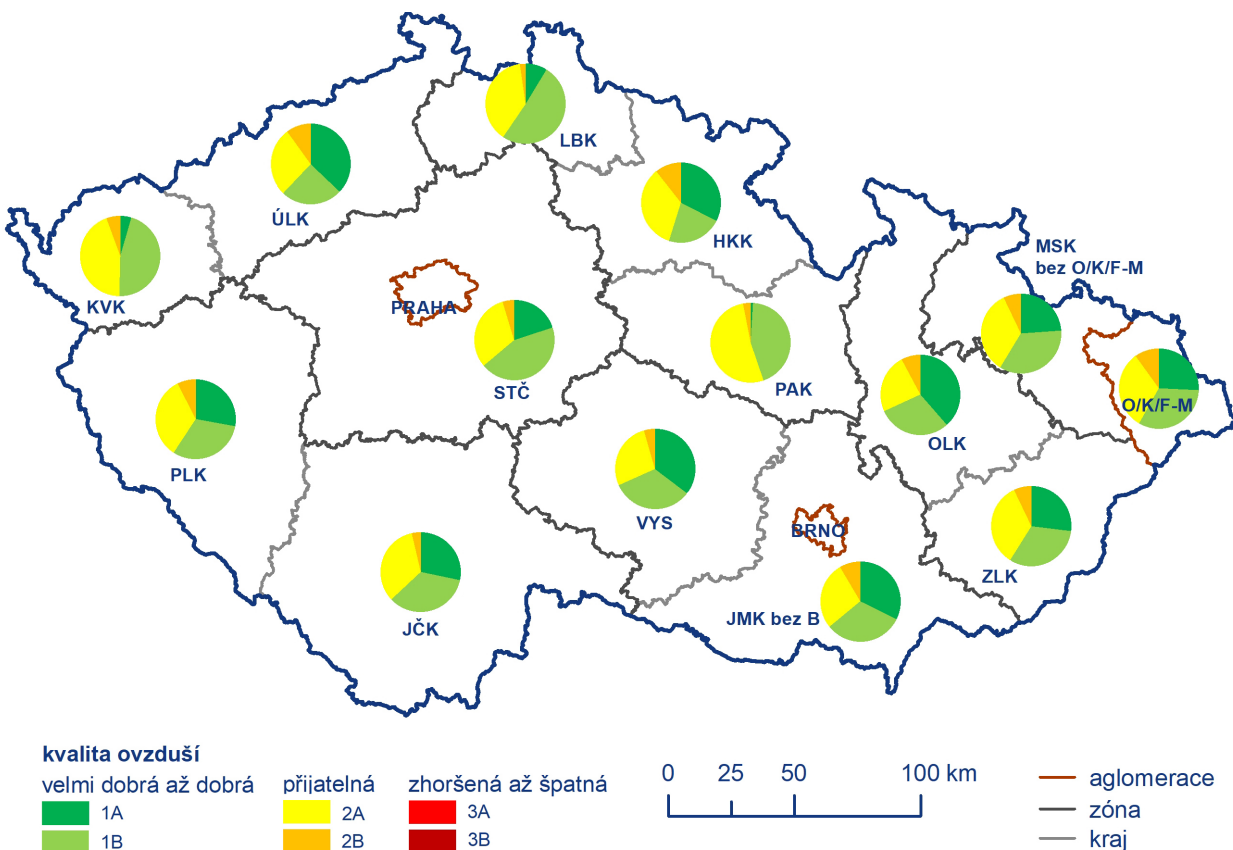 LBK
ÚLK
HKK
MSK
bez O/K/F-M
KVK
PRAHA
STČ
PAK
O/K/F-M
OLK
PLK
VYS
BRNO
ZLK
JMK bez B
JČK
kvalita ovzduší
velmi dobrá až dobrá
1A
1B
přijatelná
2A
2B
zhoršená až špatná
3A
3B
0 25 50 100 km
aglomerace
zóna
kraj